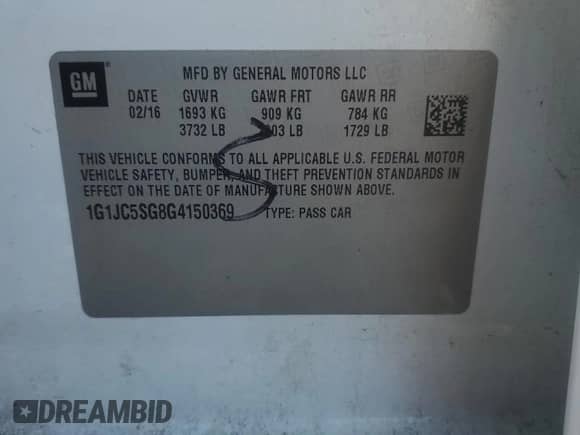 GM
MFD BY GENERAL MOTORS LLC
DATE GVWR GAWR FRT GAWR RR
02/16 1693 KG 909 KG 784 KG
3732 LB LB 1729 LB
THIS VEHICLE CONFORMS TO ALL APPLICABLE U.S. FEDERAL MOTOR
VEHICLE SAFETY, BUMPER, AND THEFT PREVENTION STANDARDS IN
EFFECT ON THE DATE OF MANUFACTURE SHOWN ABOVE.
1G1JC5SG8G4150369 TYPE: PASS CAR
DREAMBID